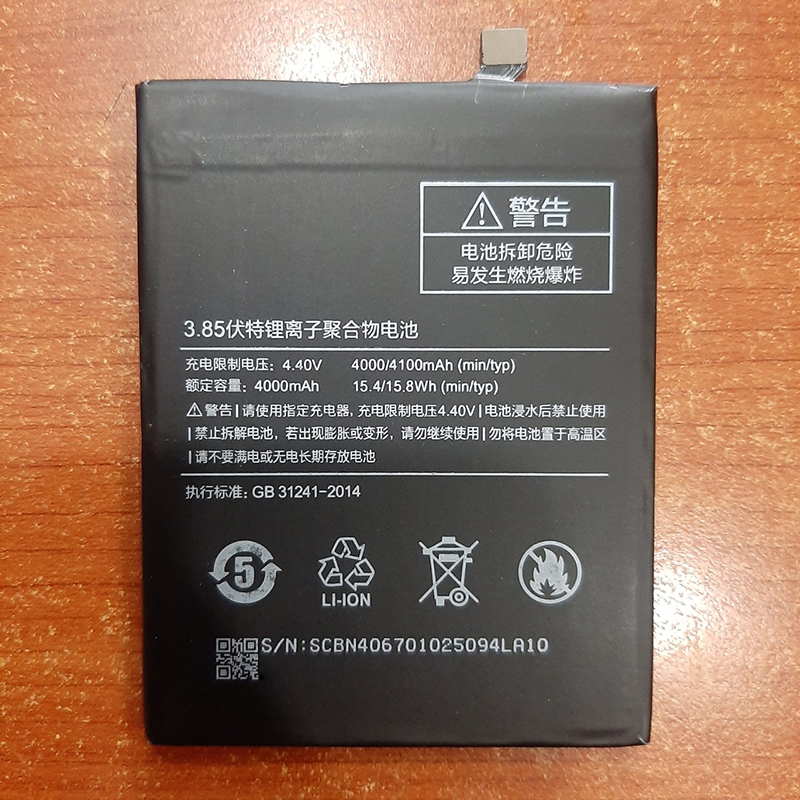 警告
电池拆卸危险
易发生燃烧爆炸
3.85伏特锂离子聚合物电池
充电限制电压: 4.40V 4000/4100mAh (min/typ)
额定容量: 4000mAh 15.4/15.8Wh (min/typ)
警告 | 请使用指定充电器, 充电限制电压4.40V | 电池浸水后禁止使用
| 禁止拆解电池, 若出现膨胀或变形, 请勿继续使用 | 勿将电池置于高温区
| 请不要满电或无电长期存放电池
执行标准: GB 31241-2014
5
LI-ION
S/N:SCBN406701025094LA10